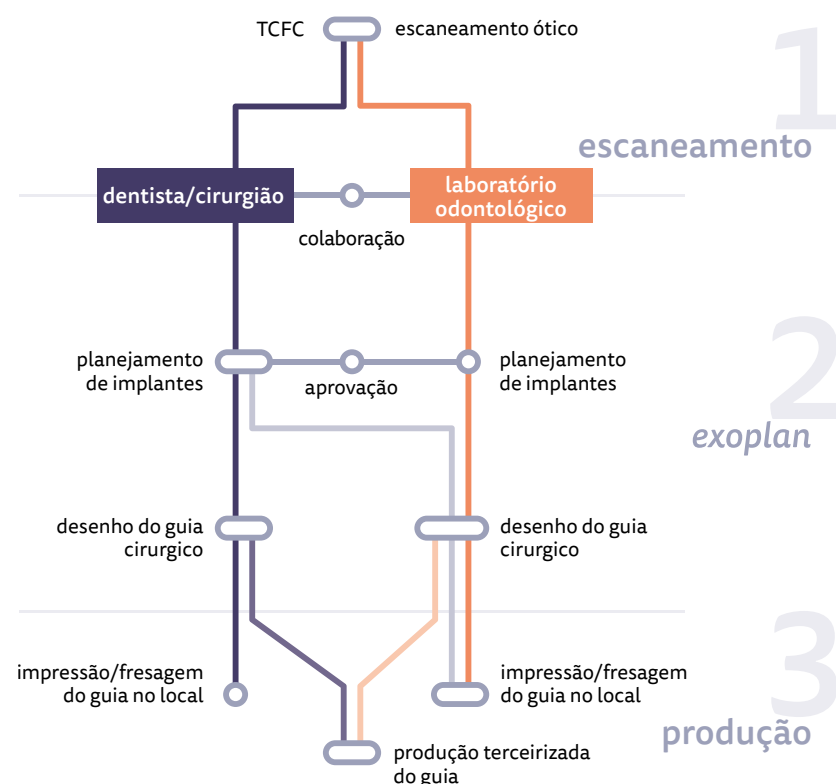 TCFC
escaneamento ótico
1
escaneamento
dentista/cirurgião
laboratório
odontológico
colaboração
planejamento
de implantes
aprovação
planejamento
de implantes
2
exoplan
desenho do guia
cirurgico
desenho do guia
cirurgico
impressão/fresagem
do guia no local
impressão/fresagem
do guia no local
3
produção
produção terceirizada
do guia